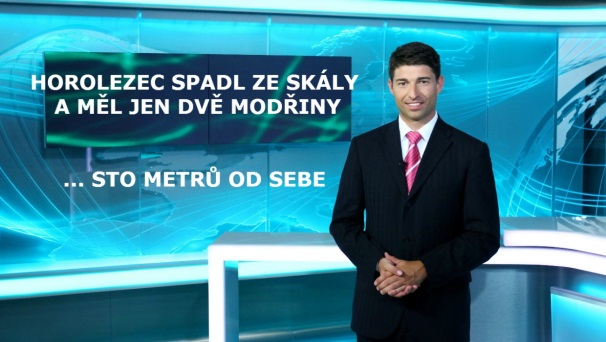 HOROLEZEC SPADL ZE SKÁLY
A MĚL JEN DVĚ MODŘINY
... STO METRŮ OD SEBE